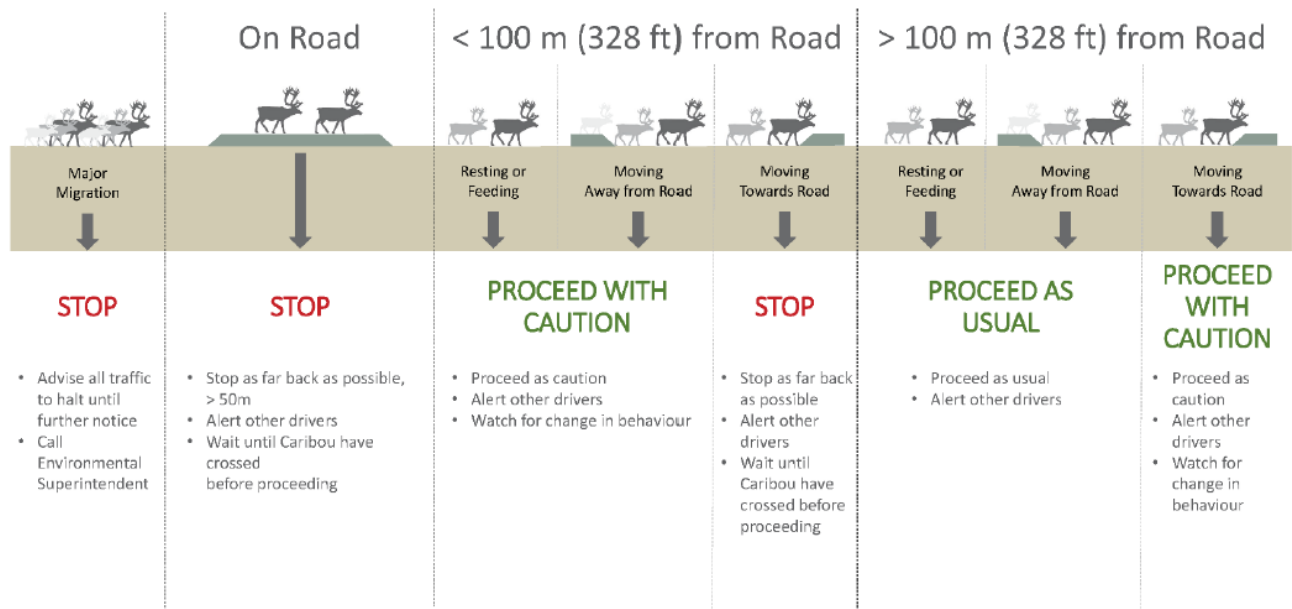 On Road
< 100 m (328 ft) from Road
> 100 m (328 ft) from Road
Major
Migration
Resting or
Feeding
Moving
Away from Road
Moving
Towards Road
Resting or
Feeding
Moving
Away from Road
Moving
Towards Road
STOP
STOP
PROCEED WITH
CAUTION
STOP
PROCEED AS
USUAL
PROCEED
WITH
CAUTION
• Advise all traffic
to halt until
further notice
• Call
Environmental
Superintendent
• Stop as far back as possible,
> 50m
• Alert other drivers
• Wait until Caribou have
crossed
before proceeding
• Proceed as caution
• Alert other drivers
• Watch for change in behaviour
• Stop as far back
as possible
• Alert other
drivers
• Wait until
Caribou have
crossed before
proceeding
• Proceed as usual
• Alert other drivers
• Proceed as
caution
• Alert other
drivers
• Watch for
change in
behaviour